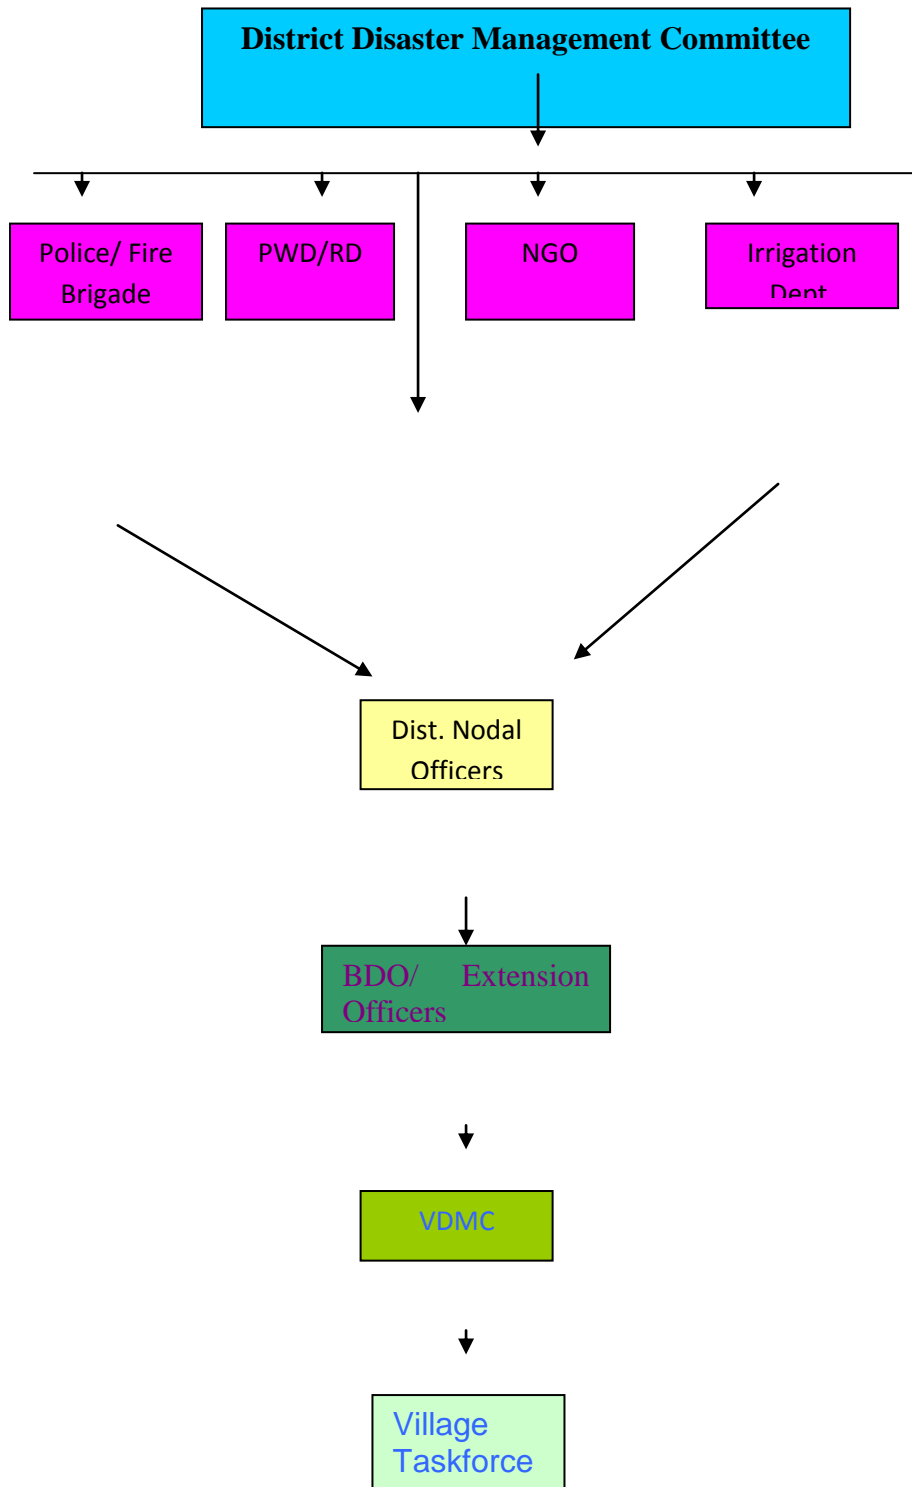 District Disaster Management Committee
Police/ Fire
Brigade
PWD/RD
NGO
Irrigation
Dept
Dist. Nodal
Officers
BDO/ Extension
Officers
VDMC
Village
Taskforce